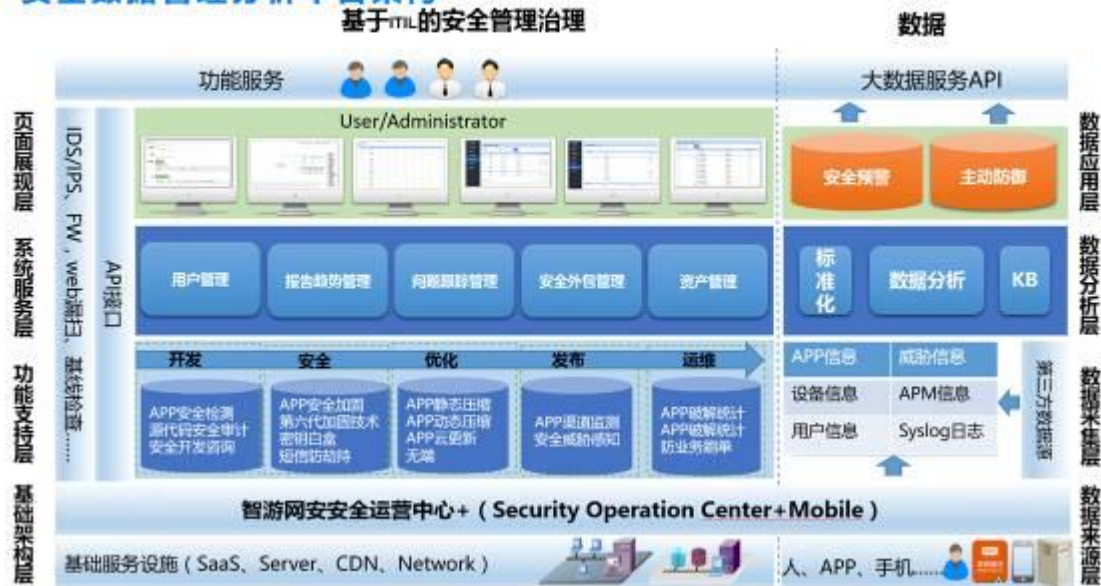 基于ITIL的安全管理治理
数据
功能服务
大数据服务API
页面展现层
系统服务层
功能支持层
基础架构层
IDS/IPS、FW，web漏扫、基线检查……
API接口
User/Administrator
用户管理
报告趋势管理
问题跟踪管理
安全外包管理
资产管理
开发
安全
优化
发布
运维
APP安全检测
源代码安全审计
安全开发咨询
APP安全加固
第六代加固技术
密钥白盒
短信防劫持
APP静态压缩
APP动态压缩
APP云更新
无端
APP渠道监测
安全威胁感知
APP破解统计
APP破解统计
防业务刷单
安全预警
主动防御
标准化
数据分析
KB
APP信息
威胁信息
设备信息
APM信息
用户信息
Syslog日志
第三方数据源
数据应用层
数据分析层
数据采集层
数据来源层
智游网安安全运营中心+（Security Operation Center+Mobile）
基础服务设施（SaaS、Server、CDN、Network）
人、APP、手机……